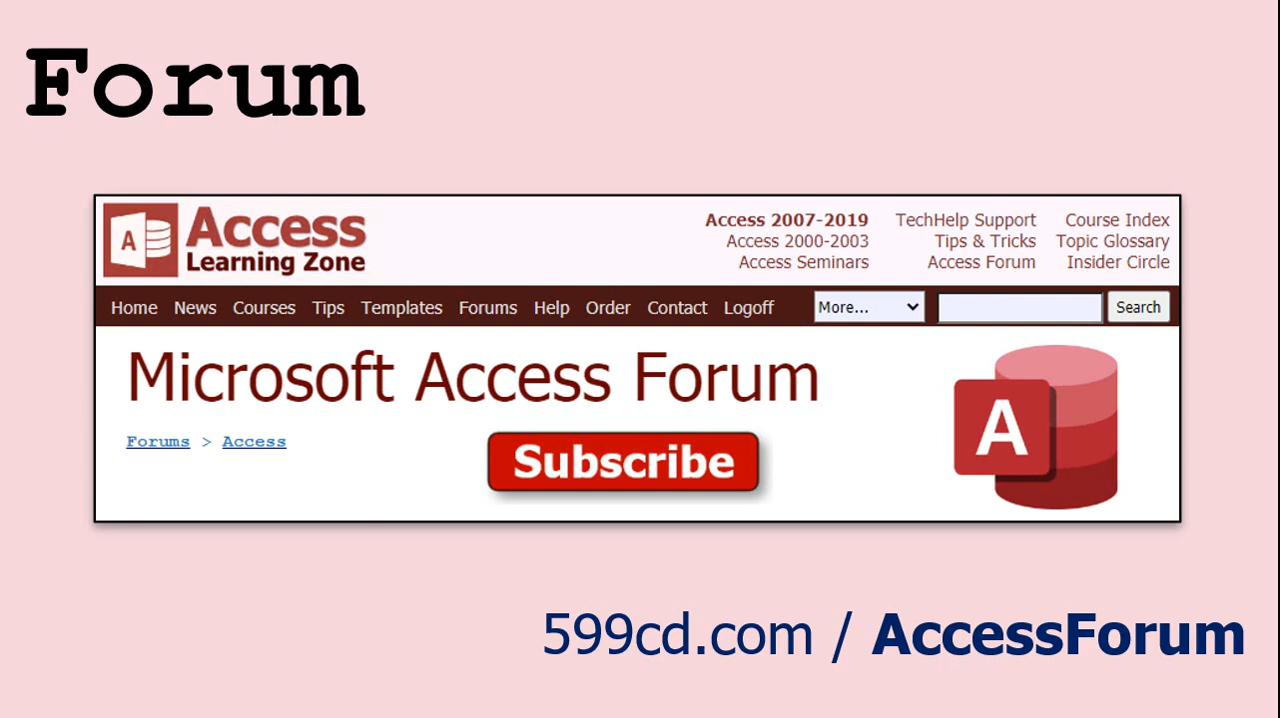 Forum
A Access
Learning Zone
Access 2007-2019 TechHelp Support Course Index
Access 2000-2003 Tips & Tricks Topic Glossary
Access Seminars Access Forum Insider Circle
Home News Courses Tips Templates Forums Help Order Contact Logoff More... Search
Microsoft Access Forum
Forums > Access
Subscribe
A
599cd.com / AccessForum